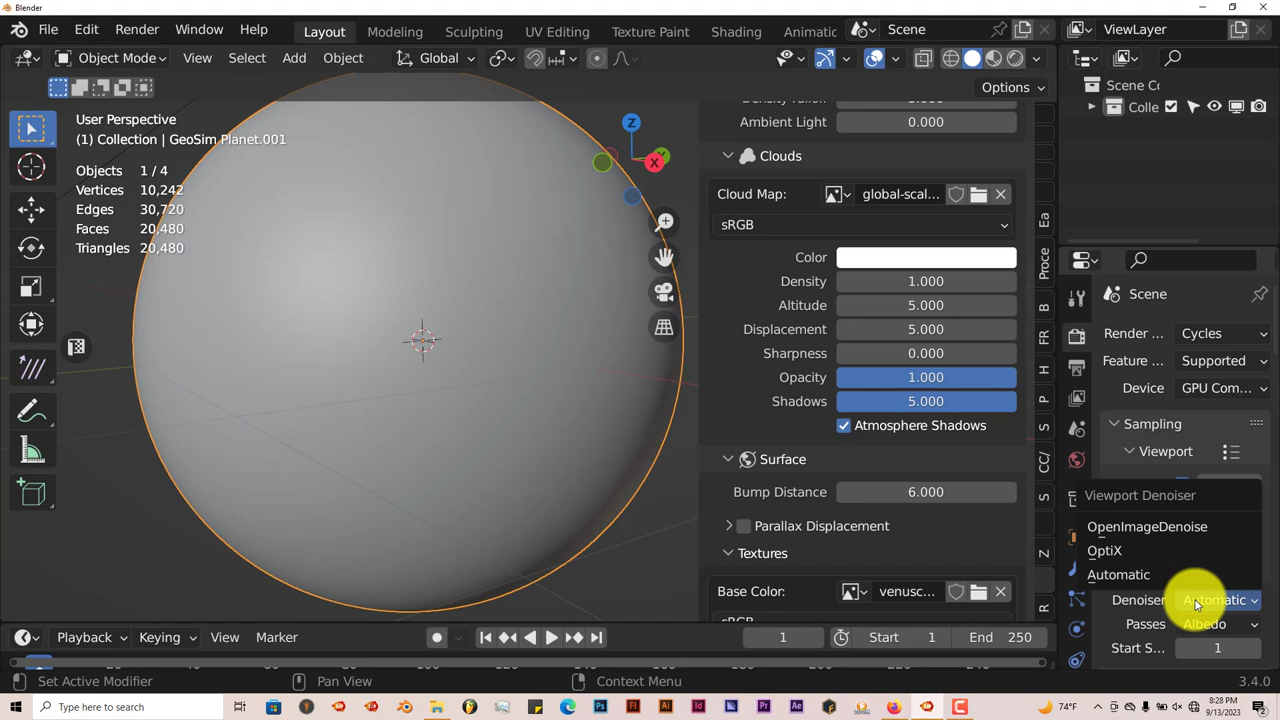 Blender
File Edit Render Window Help Layout Modeling Sculpting UV Editing Texture Paint Shading Animatic Scene ViewLayer
Object Mode View Select Add Object Global
Options
User Perspective
(1) Collection | GeoSim Planet.001
Objects 1 / 4
Vertices 10,242
Edges 30,720
Faces 20,480
Triangles 20,480
Z
X
Ambient Light 0.000
Clouds
Cloud Map: global-scal...
sRGB
Color
Density 1.000
Altitude 5.000
Displacement 5.000
Sharpness 0.000
Opacity 1.000
Shadows 5.000
Atmosphere Shadows
Surface
Bump Distance 6.000
Parallax Displacement
Textures
Base Color: venusc...
Ea
Proce
B
FR
H
P
S
CC/
S
N
R
Scene Cc
Colle
Scene
Render ... Cycles
Feature ... Supported
Device GPU Com...
Sampling
Viewport
Viewport Denoiser
OpenImageDenoise
OptiX
Automatic
Denoiser Automatic
Passes Albedo
Start S... 1
Playback Keying View Marker 1 Start 1 End 250
Set Active Modifier Pan View Context Menu 3.4.0
Type here to search 74°F 8:28 PM
9/13/2023